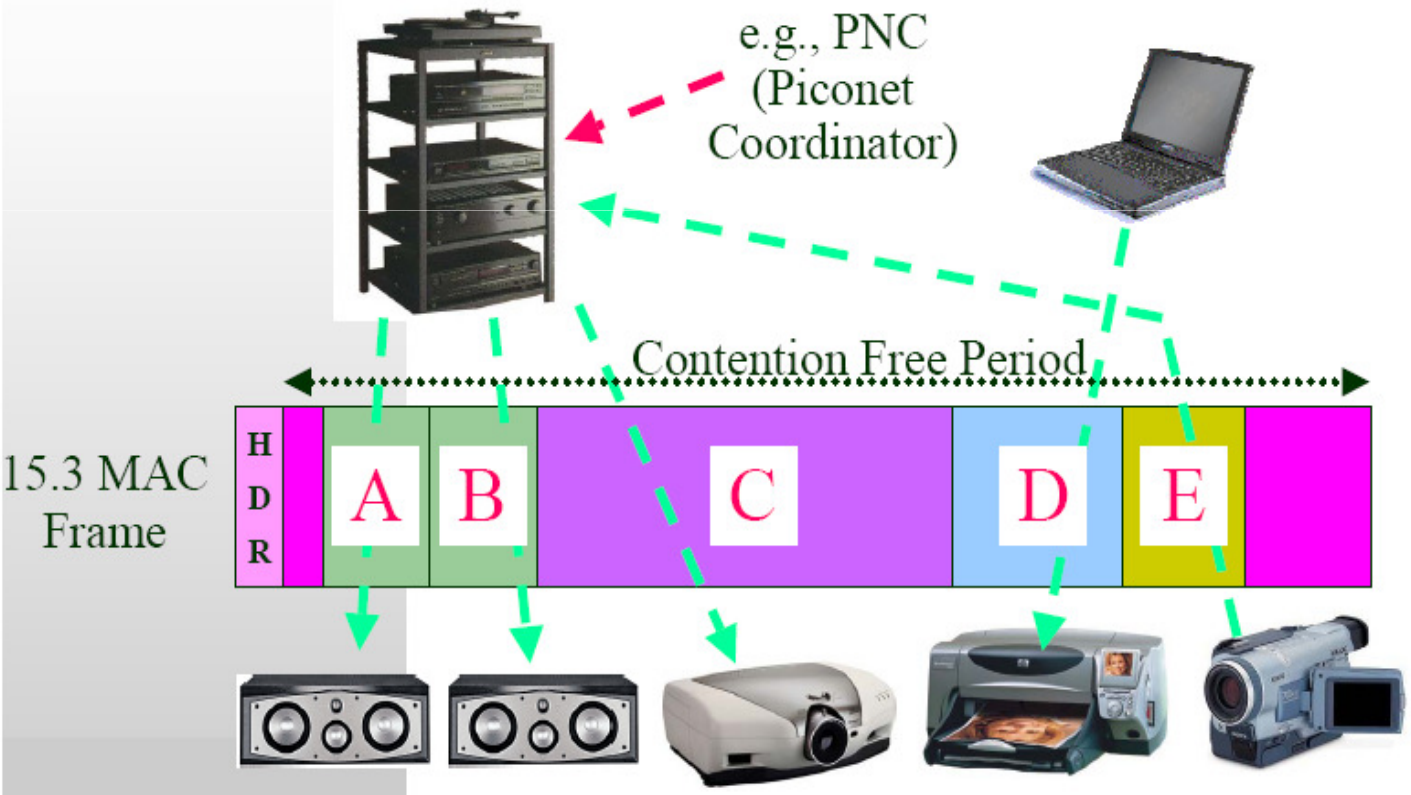 e.g., PNC
(Piconet
Coordinator)
Contention Free Period
15.3 MAC
Frame
H
D
R
A
B
C
D
E